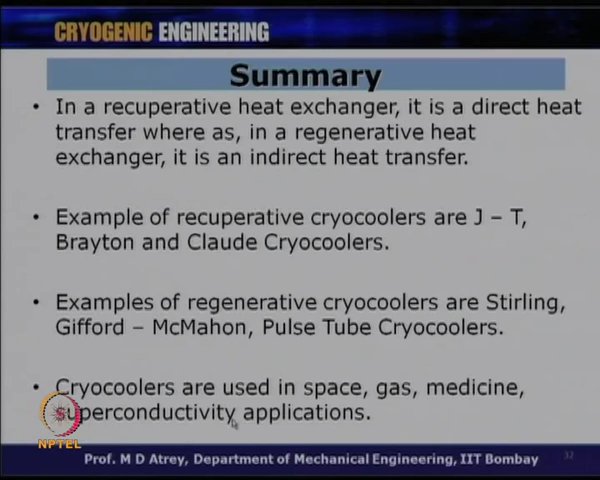 CRYOGENIC ENGINEERING
Summary
• In a recuperative heat exchanger, it is a direct heat
transfer where as, in a regenerative heat
exchanger, it is an indirect heat transfer.
• Example of recuperative cryocoolers are J – T,
Brayton and Claude Cryocoolers.
• Examples of regenerative cryocoolers are Stirling,
Gifford – McMahon, Pulse Tube Cryocoolers.
• Cryocoolers are used in space, gas, medicine,
superconductivity applications.
NPTEL
Prof. M D Atrey, Department of Mechanical Engineering, IIT Bombay
32